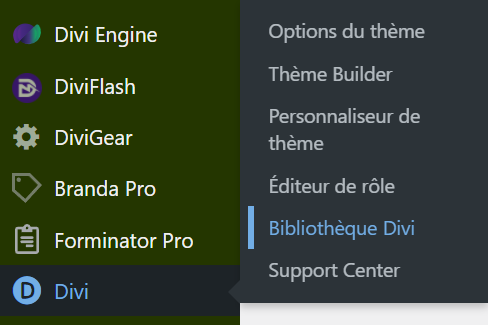 Divi Engine
DiviFlash
DiviGear
Branda Pro
Forminator Pro
Divi
Options du thème
Thème Builder
Personnaliseur de
thème
Éditeur de rôle
Bibliothèque Divi
Support Center